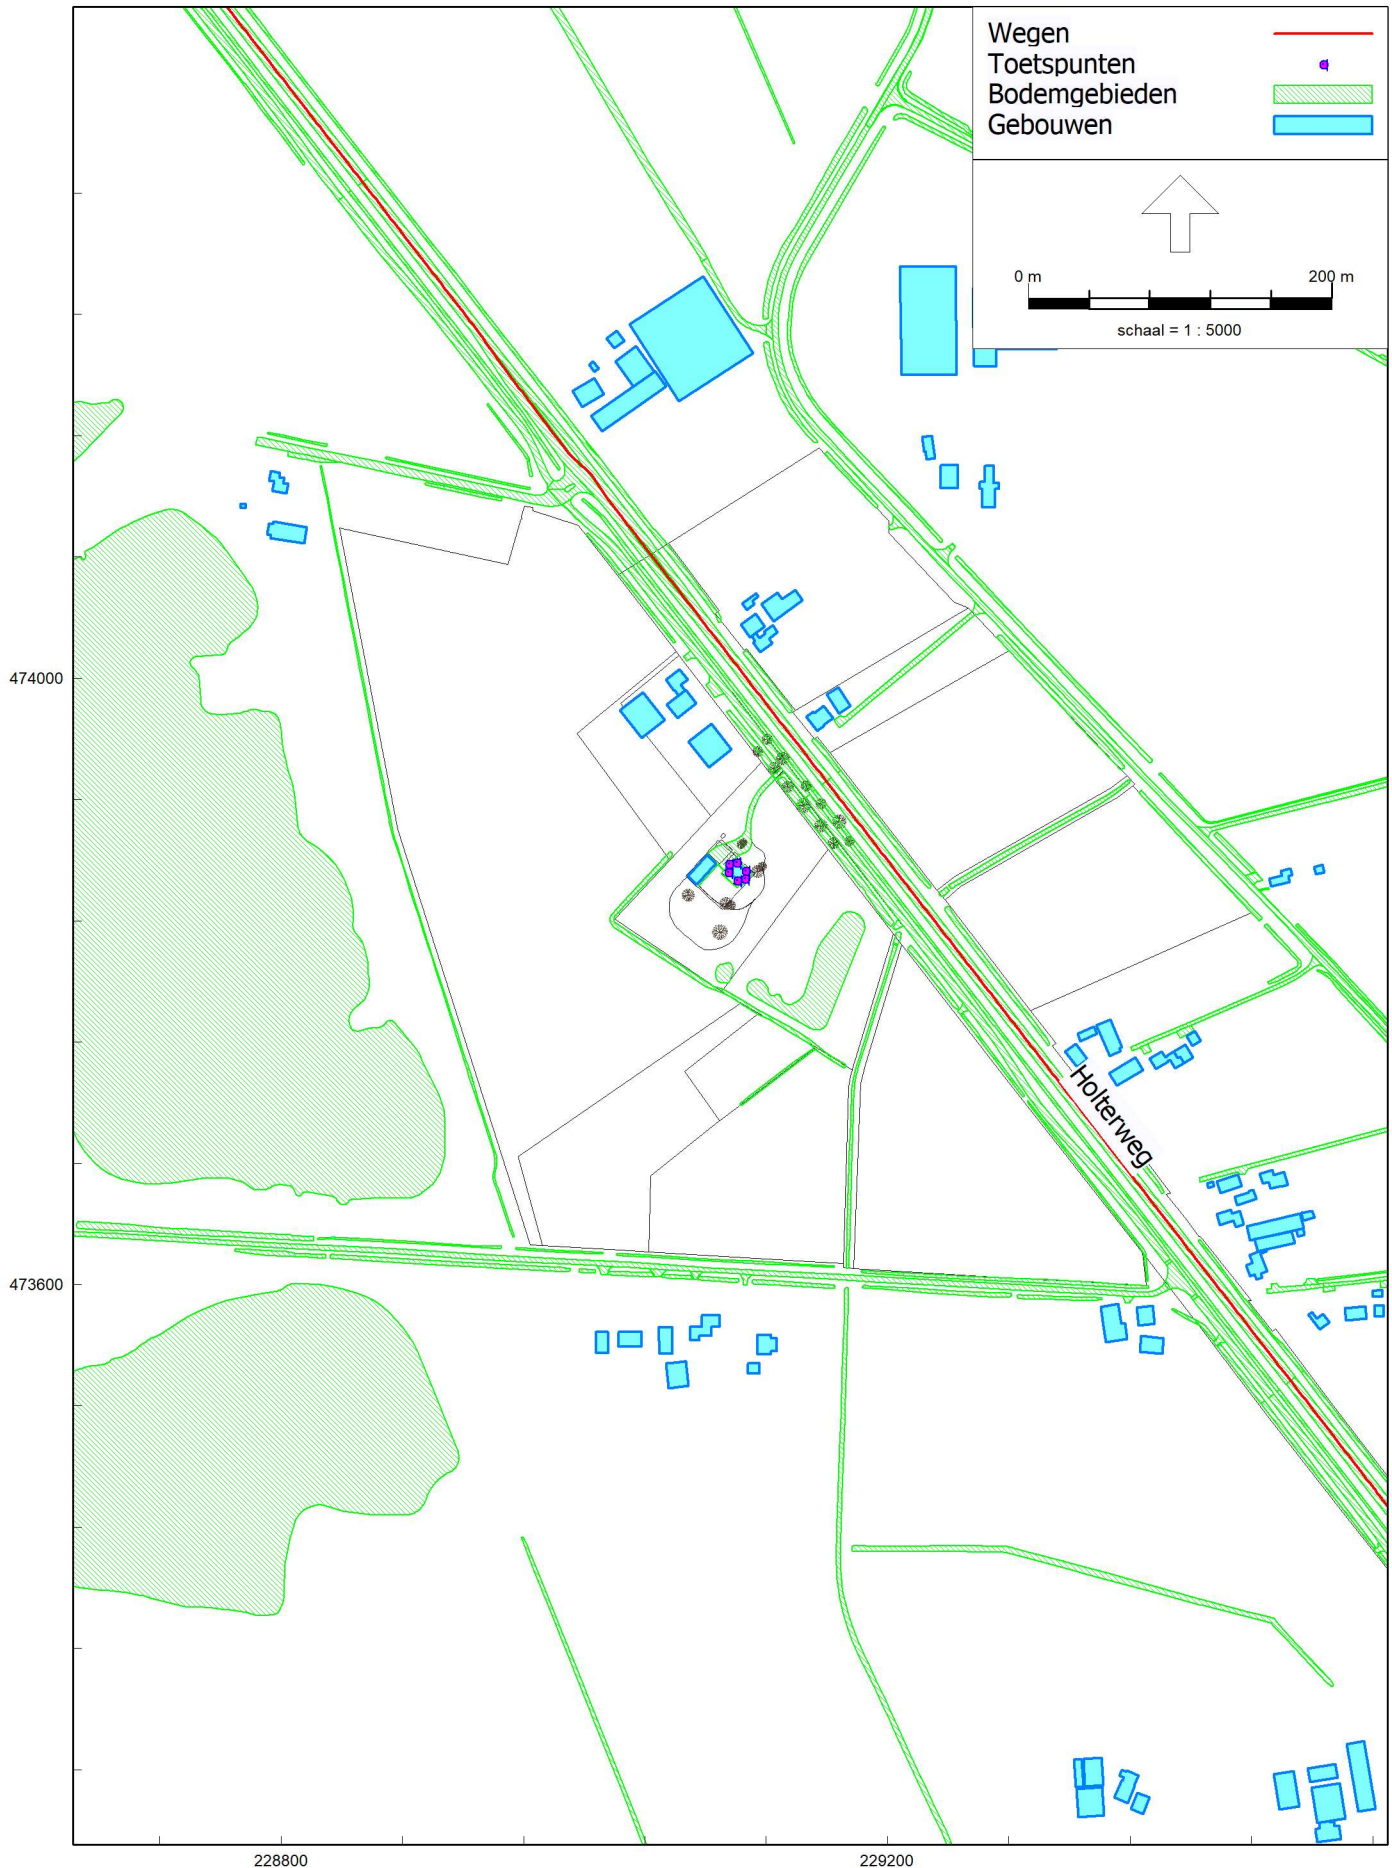 Wegen
Toetspunten
Bodemgebieden
Gebouwen
0 m 200 m
schaal = 1 : 5000
474000
Holterweg
473600
228800 229200